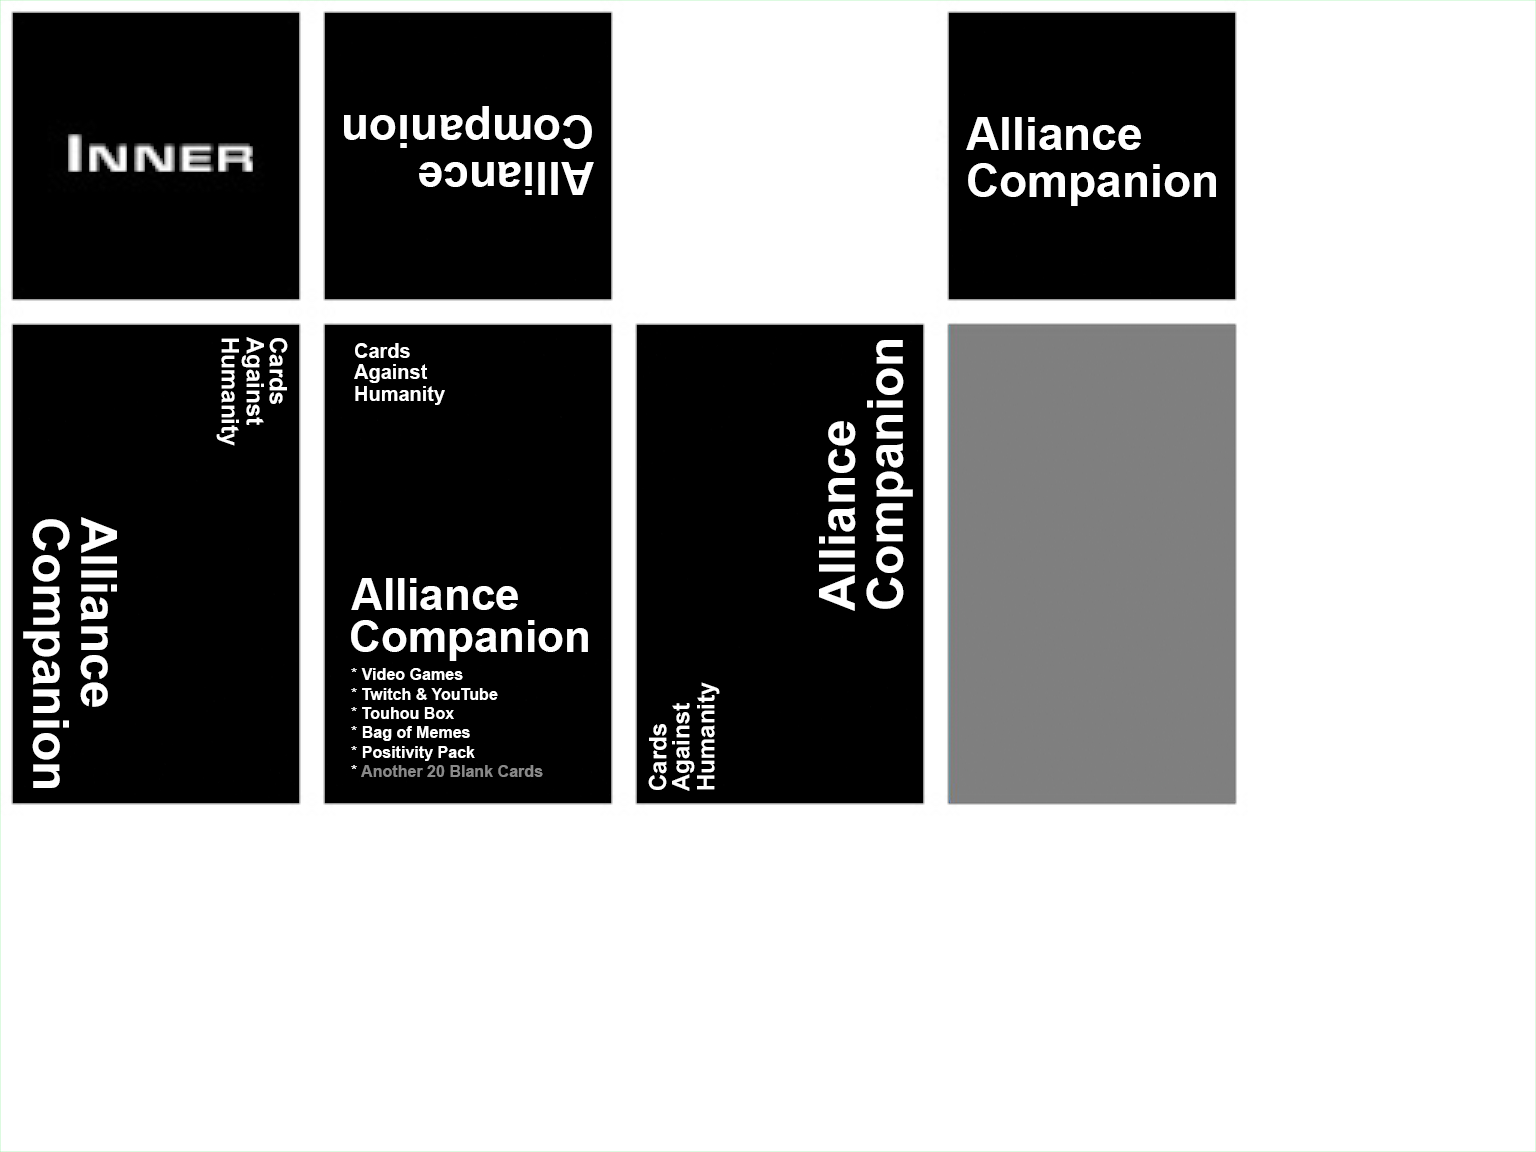 INNER
Alliance
Companion
Alliance
Companion
Cards
Against
Humanity
Alliance
Companion
Cards
Against
Humanity
Alliance
Companion
* Video Games
* Twitch & YouTube
* Touhou Box
* Bag of Memes
* Positivity Pack
* Another 20 Blank Cards
Cards
Against
Humanity
Alliance
Companion